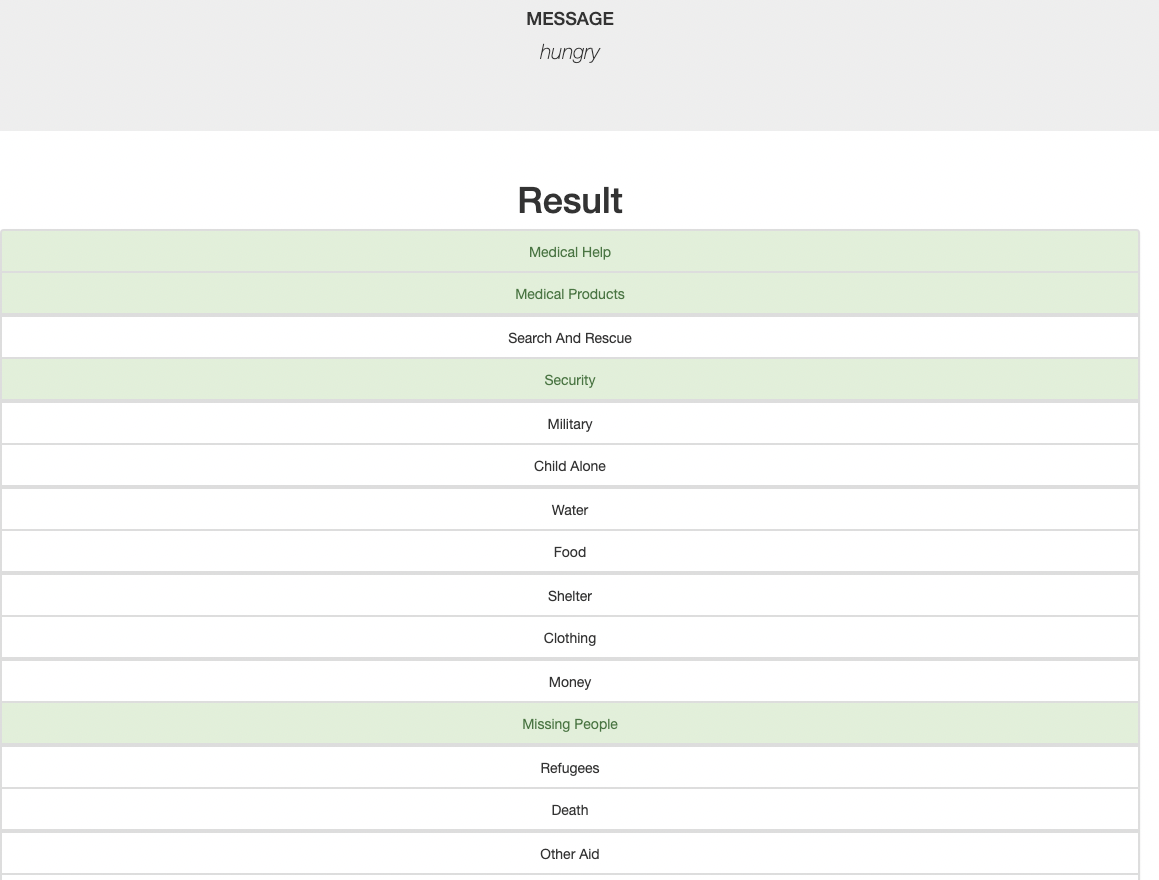 MESSAGE
hungry
Result
Medical Help
Medical Products
Search And Rescue
Security
Military
Child Alone
Water
Food
Shelter
Clothing
Money
Missing People
Refugees
Death
Other Aid